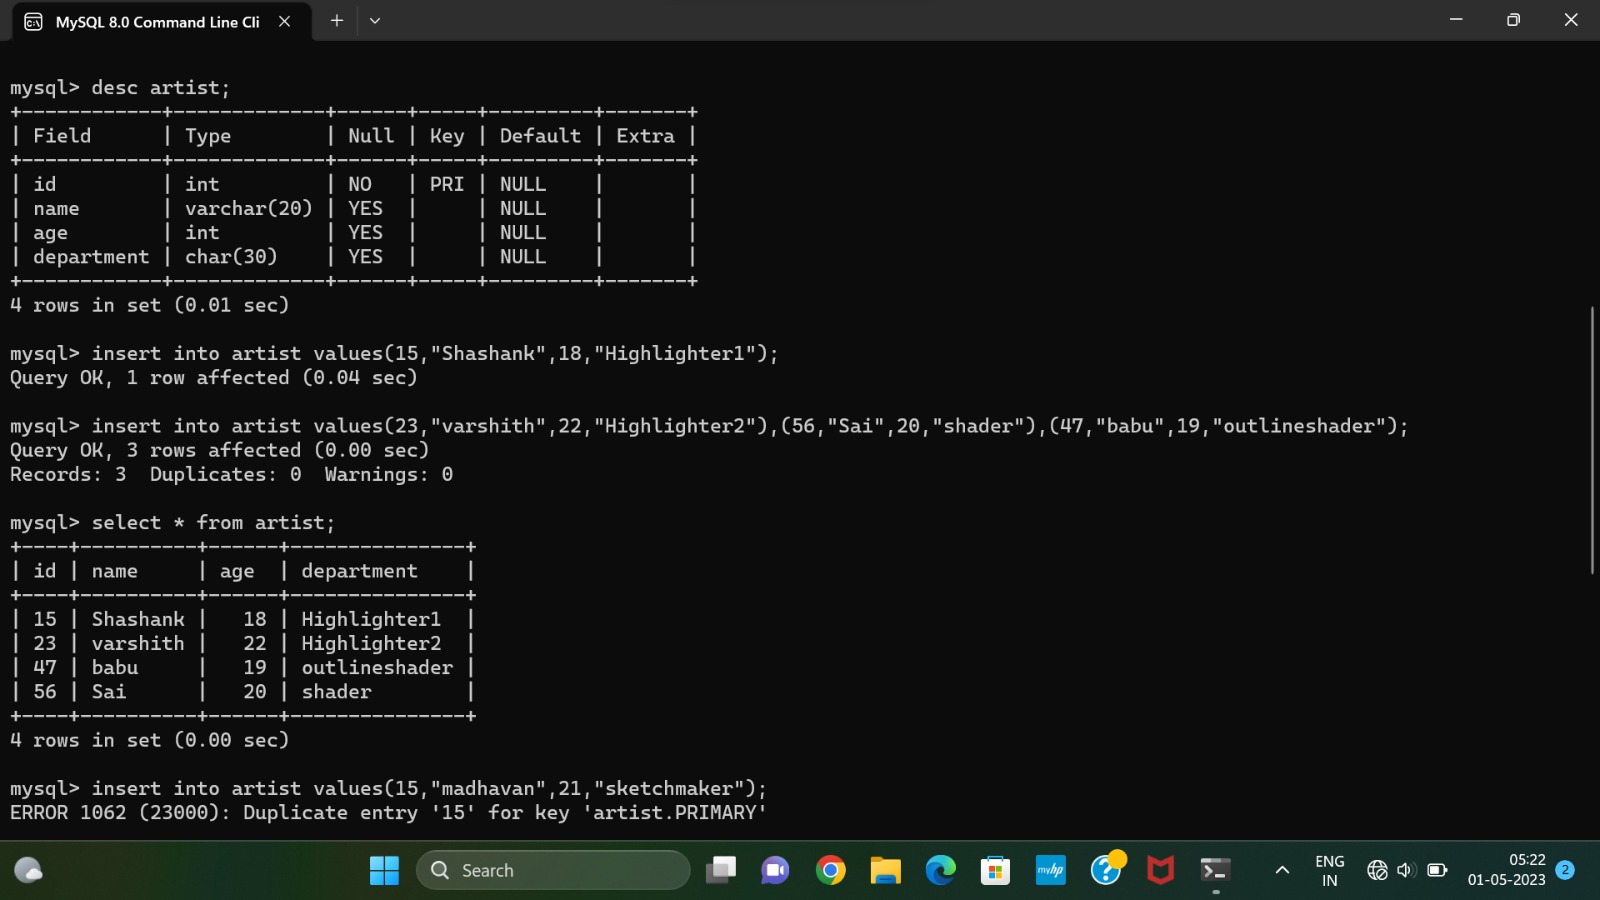 MySQL 8.0 Command Line Cli
mysql> desc artist;
+------------+-------------+------+-----+---------+-------+
| Field      | Type        | Null | Key | Default | Extra |
+------------+-------------+------+-----+---------+-------+
| id         | int         | NO   | PRI | NULL    |       |
| name       | varchar(20) | YES  |     | NULL    |       |
| age        | int         | YES  |     | NULL    |       |
| department | char(30)    | YES  |     | NULL    |       |
+------------+-------------+------+-----+---------+-------+
4 rows in set (0.01 sec)
mysql> insert into artist values(15,"Shashank",18,"Highlighter1");
Query OK, 1 row affected (0.04 sec)
mysql> insert into artist values(23,"varshith",22,"Highlighter2"),(56,"Sai",20,"shader"),(47,"babu",19,"outlineshader");
Query OK, 3 rows affected (0.00 sec)
Records: 3  Duplicates: 0  Warnings: 0
mysql> select * from artist;
+----+----------+------+---------------+
| id | name     | age  | department    |
+----+----------+------+---------------+
| 15 | Shashank |   18 | Highlighter1  |
| 23 | varshith |   22 | Highlighter2  |
| 47 | babu     |   19 | outlineshader |
| 56 | Sai      |   20 | shader        |
+----+----------+------+---------------+
4 rows in set (0.00 sec)
mysql> insert into artist values(15,"madhavan",21,"sketchmaker");
ERROR 1062 (23000): Duplicate entry '15' for key 'artist.PRIMARY'
Search
myhp
ENG
IN
05:22
01-05-2023
2